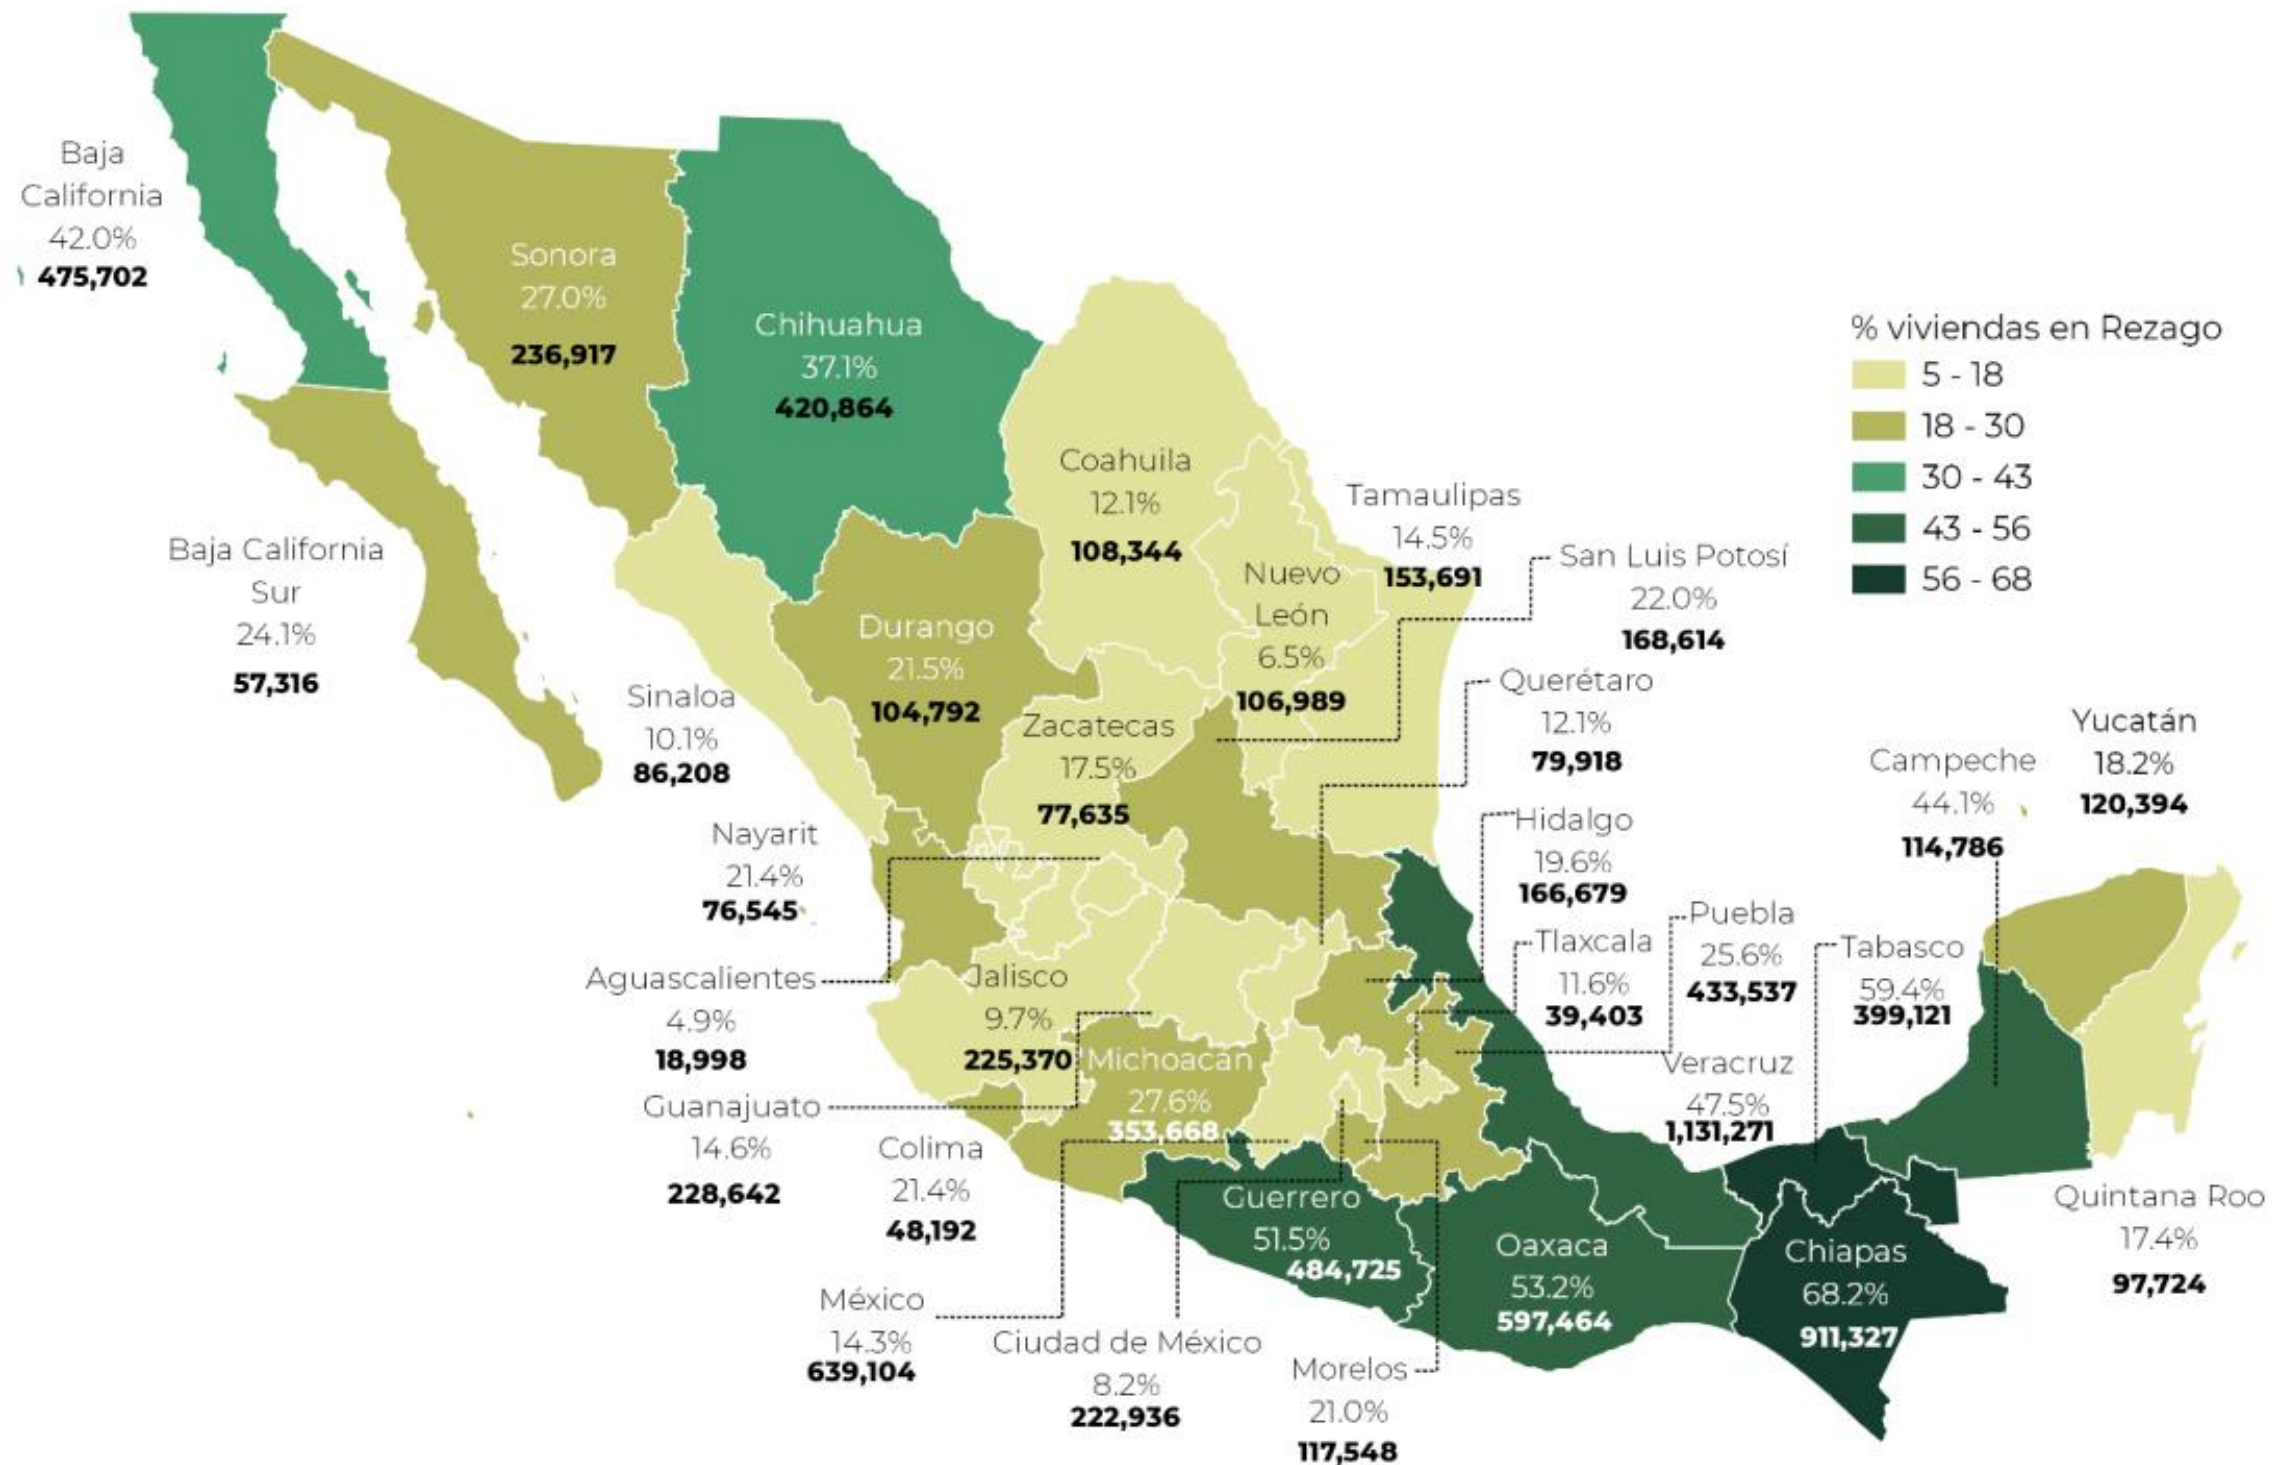 Baja
California
42.0%
475,702
Sonora
27.0%
236,917
Chihuahua
37.1%
420,864
% viviendas en Rezago
5 - 18
18 - 30
30 - 43
43 - 56
56 - 68
Coahuila
12.1%
108,344
Tamaulipas
14.5%
153,691
Nuevo
León
6.5%
106,989
San Luis Potosí
22.0%
168,614
Baja California
Sur
24.1%
57,316
Durango
21.5%
104,792
Sinaloa
10.1%
86,208
Zacatecas
17.5%
77,635
Querétaro
12.1%
79,918
Yucatán
18.2%
120,394
Campeche
44.1%
114,786
Nayarit
21.4%
76,545
Hidalgo
19.6%
166,679
Puebla
25.6%
433,537
Tlaxcala
11.6%
39,403
Tabasco
59.4%
399,121
Aguascalientes
4.9%
18,998
Jalisco
9.7%
225,370
Michoacán
27.6%
353,668
Veracruz
47.5%
1,131,271
Guanajuato
14.6%
228,642
Colima
21.4%
48,192
Guerrero
51.5%
484,725
Oaxaca
53.2%
597,464
Chiapas
68.2%
911,327
Quintana Roo
17.4%
97,724
México
14.3%
639,104
Ciudad de México
8.2%
222,936
Morelos
21.0%
117,548